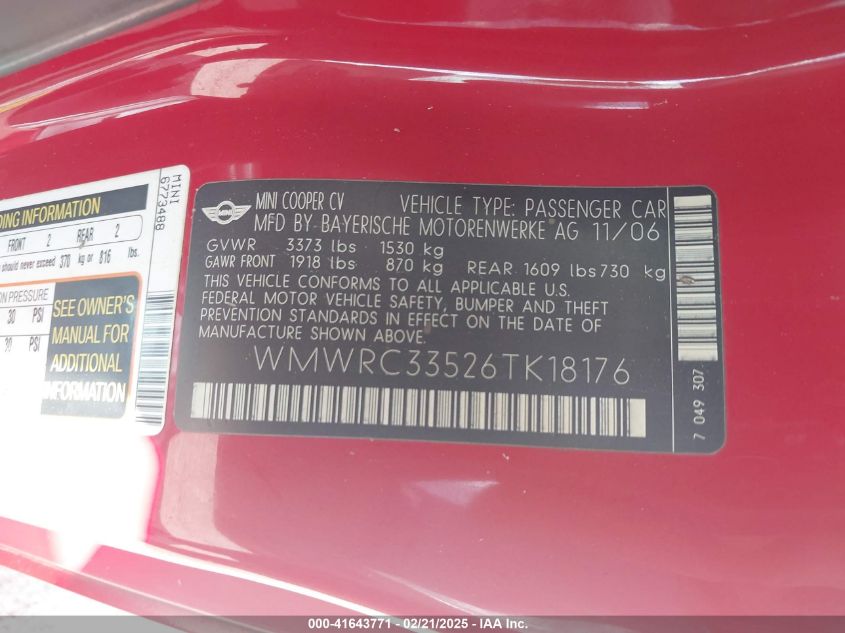 MINI
6773488
DING INFORMATION
FRONT 2 REAR 2
should never exceed 370 kg or 816 lbs.
ON PRESSURE
30 PSI
PSI
SEE OWNER'S
MANUAL FOR
ADDITIONAL
INFORMATION
MINI
MINI COOPER CV VEHICLE TYPE: PASSENGER CAR
MFD BY BAYERISCHE MOTORENWERKE AG 11/06
GVWR 3373 lbs 1530 kg
GAWR FRONT 1918 lbs 870 kg REAR 1609 lbs 730 kg
THIS VEHICLE CONFORMS TO ALL APPLICABLE U.S.
FEDERAL MOTOR VEHICLE SAFETY, BUMPER AND THEFT
PREVENTION STANDARDS IN EFFECT ON THE DATE OF
MANUFACTURE SHOWN ABOVE.
WMWRC33526TK18176
7 049 307
000-41643771 - 02/21/2025 - IAA Inc.